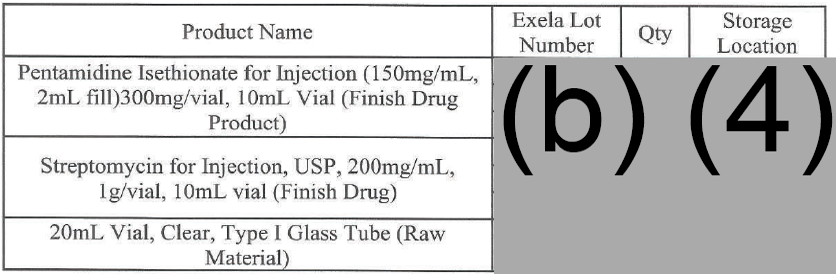 Product Name
Exela Lot
Number
Qty
Storage
Location
Pentamidine Isethionate for Injection (150mg/mL,
2mL fill)300mg/vial, 10mL Vial (Finish Drug
Product)
(b) (4)
Streptomycin for Injection, USP, 200mg/mL,
1g/vial, 10mL vial (Finish Drug)
20mL Vial, Clear, Type I Glass Tube (Raw
Material)